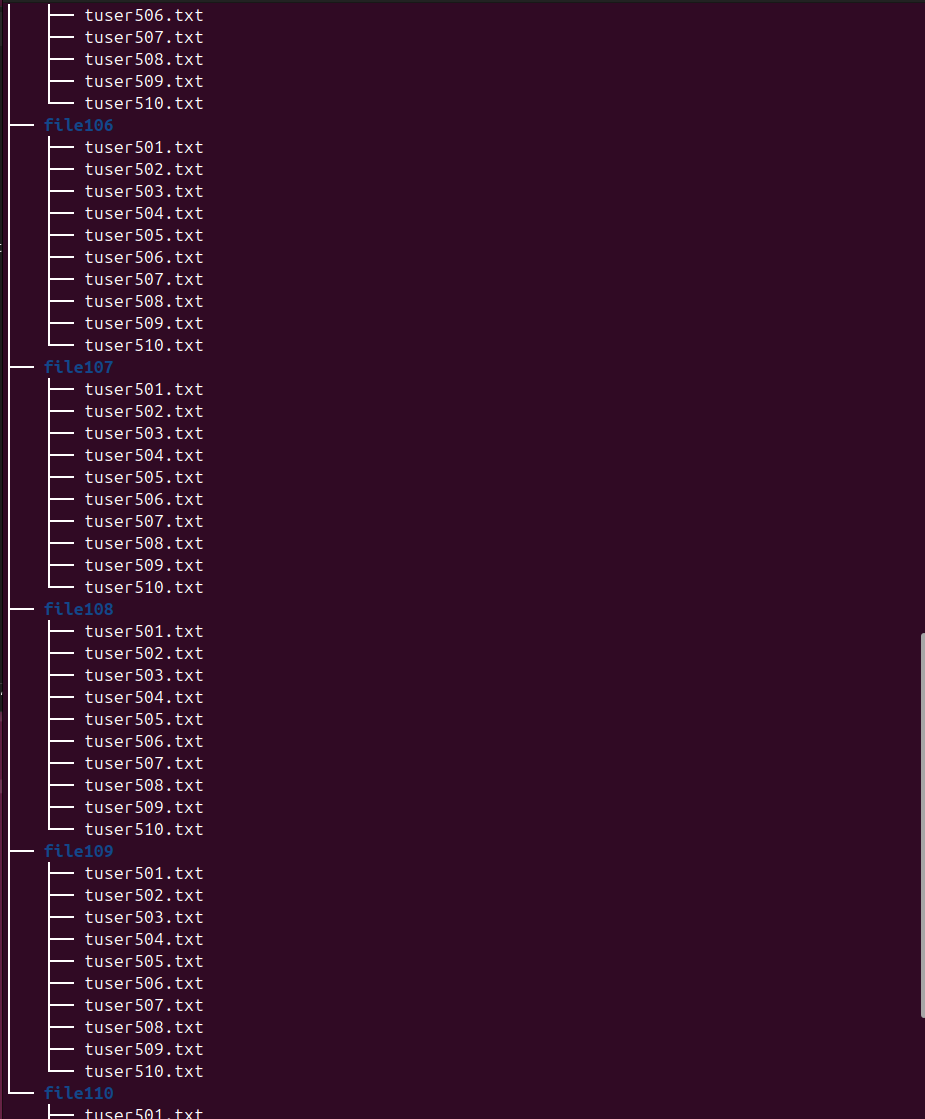 ├── tuser506.txt
├── tuser507.txt
├── tuser508.txt
├── tuser509.txt
└── tuser510.txt
├── file106
├── tuser501.txt
├── tuser502.txt
├── tuser503.txt
├── tuser504.txt
├── tuser505.txt
├── tuser506.txt
├── tuser507.txt
├── tuser508.txt
├── tuser509.txt
└── tuser510.txt
├── file107
├── tuser501.txt
├── tuser502.txt
├── tuser503.txt
├── tuser504.txt
├── tuser505.txt
├── tuser506.txt
├── tuser507.txt
├── tuser508.txt
├── tuser509.txt
└── tuser510.txt
├── file108
├── tuser501.txt
├── tuser502.txt
├── tuser503.txt
├── tuser504.txt
├── tuser505.txt
├── tuser506.txt
├── tuser507.txt
├── tuser508.txt
├── tuser509.txt
└── tuser510.txt
├── file109
├── tuser501.txt
├── tuser502.txt
├── tuser503.txt
├── tuser504.txt
├── tuser505.txt
├── tuser506.txt
├── tuser507.txt
├── tuser508.txt
├── tuser509.txt
└── tuser510.txt
└── file110
├── tuser501.txt